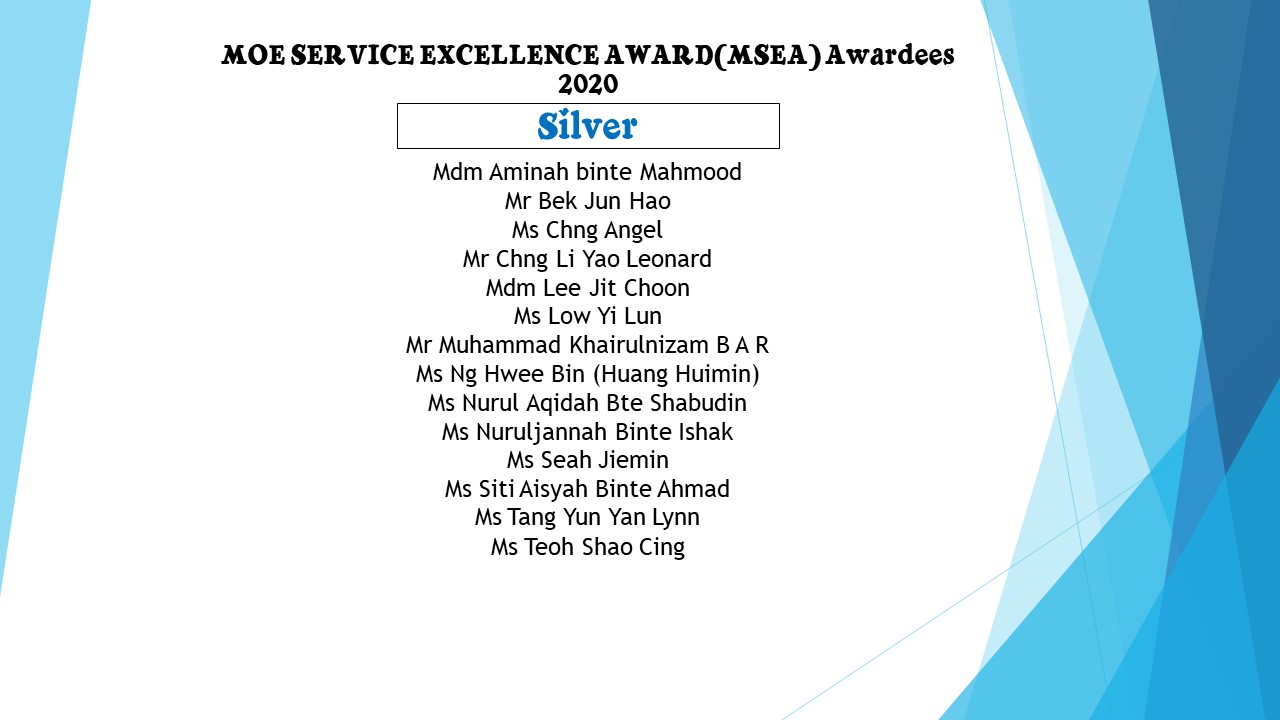 MOE SERVICE EXCELLENCE AWARD(MSEA) Awardees
2020
Silver
Mdm Aminah binte Mahmood
Mr Bek Jun Hao
Ms Chng Angel
Mr Chng Li Yao Leonard
Mdm Lee Jit Choon
Ms Low Yi Lun
Mr Muhammad Khairulnizam B A R
Ms Ng Hwee Bin (Huang Huimin)
Ms Nurul Aqidah Bte Shabudin
Ms Nuruljannah Binte Ishak
Ms Seah Jiemin
Ms Siti Aisyah Binte Ahmad
Ms Tang Yun Yan Lynn
Ms Teoh Shao Cing